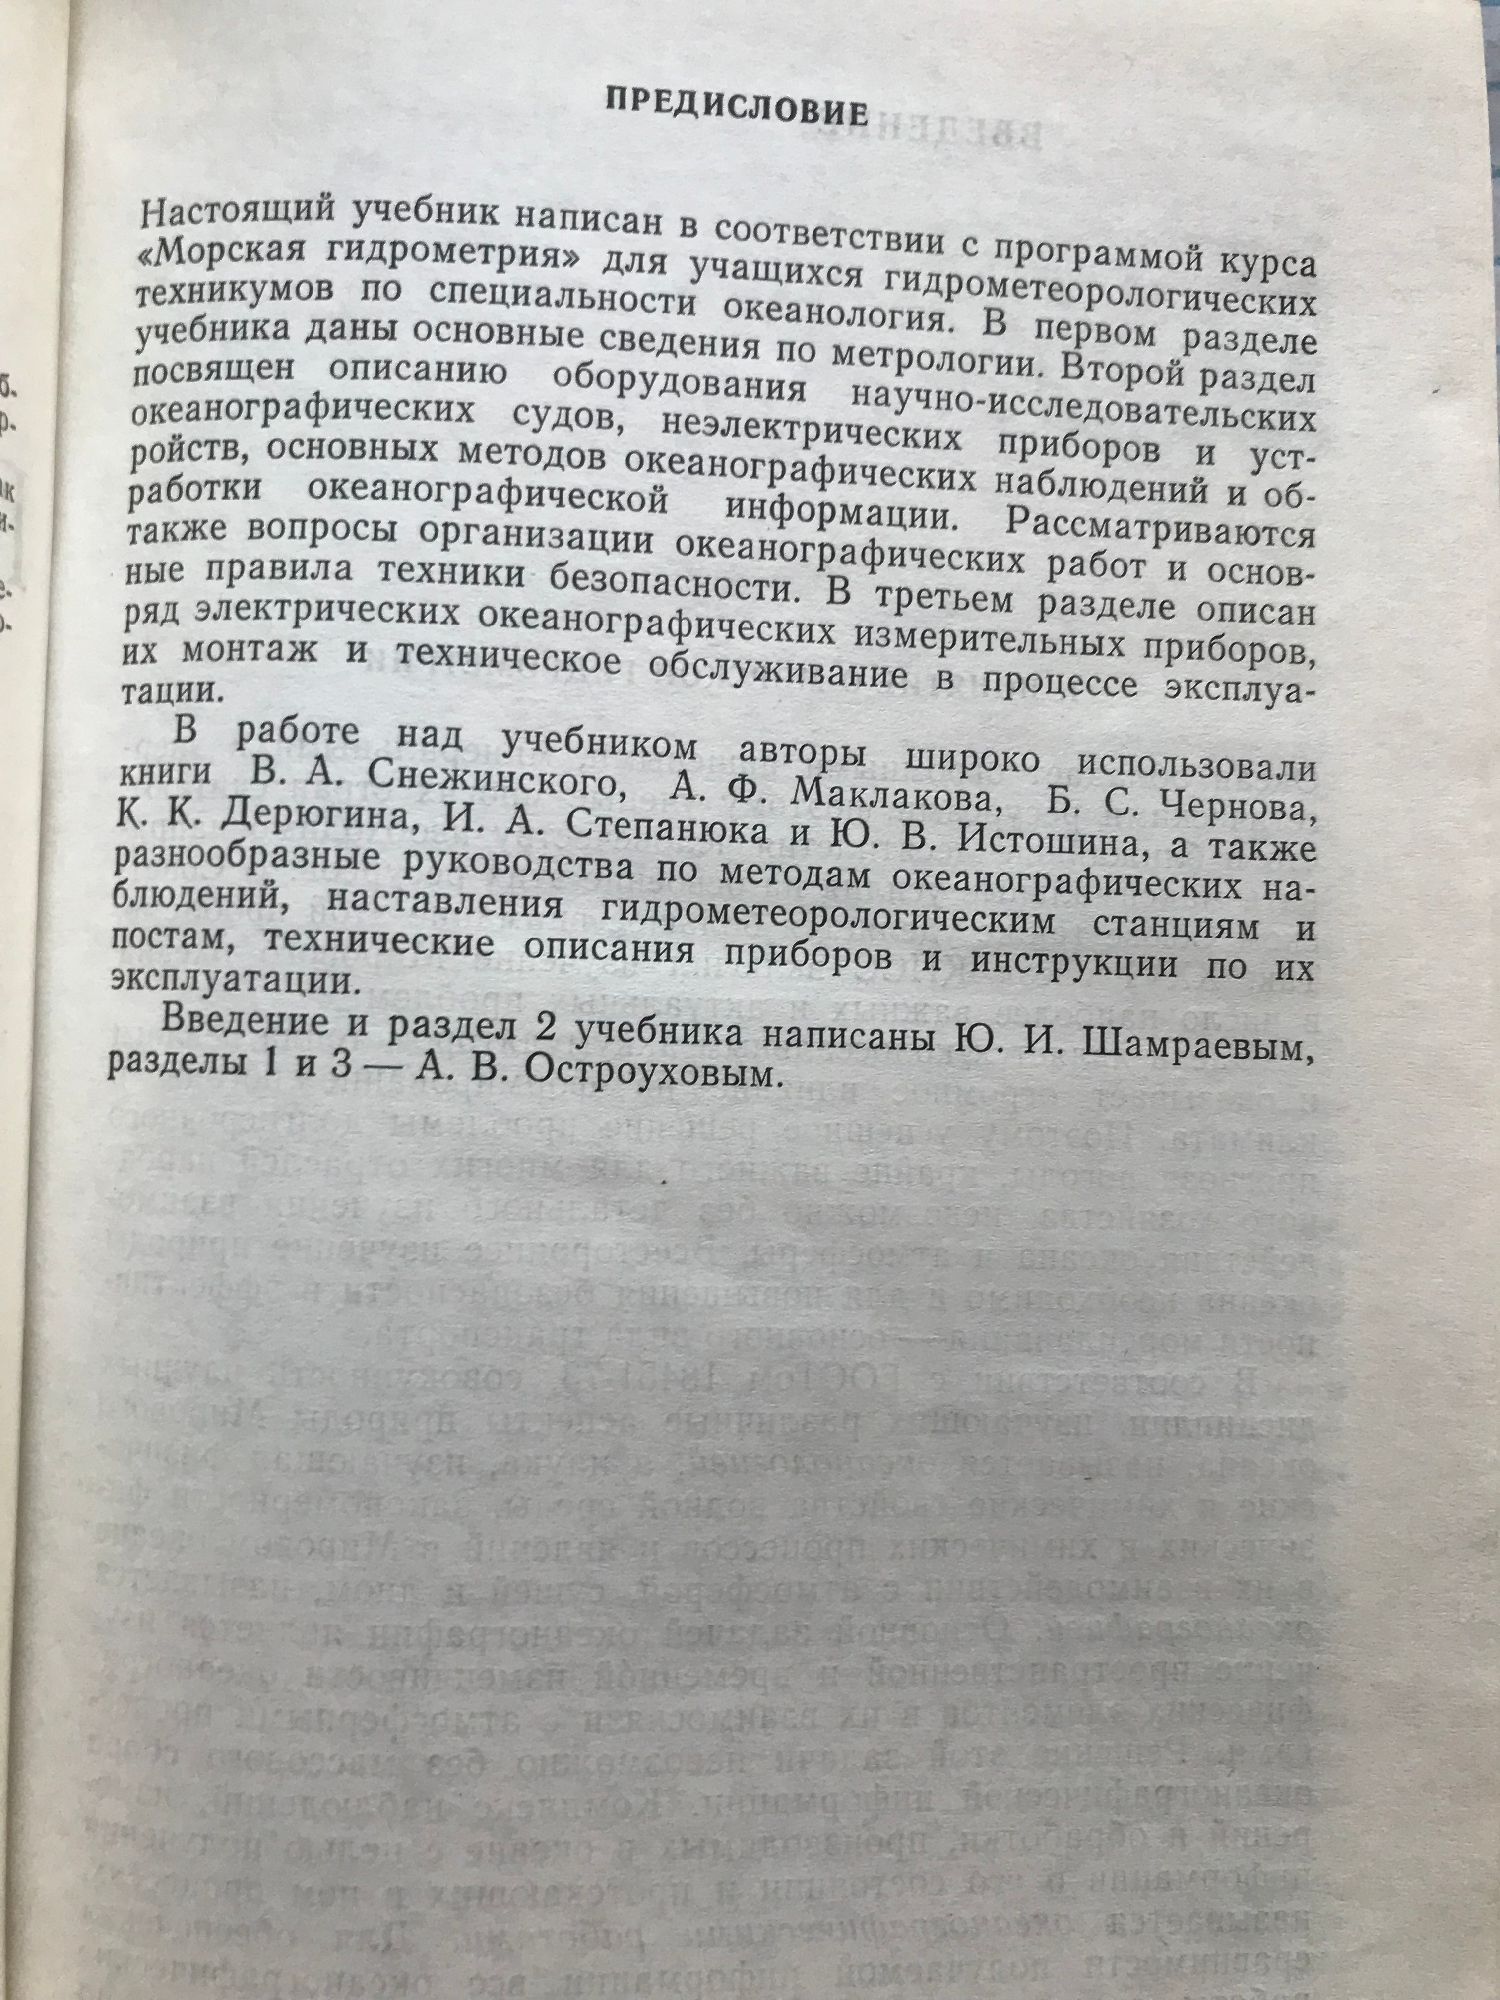 ПРЕДИСЛОВИЕ
Настоящий учебник написан в соответствии с программой курса
«Морская гидрометрия» для учащихся гидрометеорологических
техникумов по специальности океанология. В первом разделе
учебника даны основные сведения по метрологии. Второй раздел
посвящен описанию оборудования научно-исследовательских
океанографических судов, неэлектрических приборов и уст-
ройств, основных методов океанографических наблюдений и об-
работки океанографической информации. Рассматриваются
также вопросы организации океанографических работ и основ-
ные правила техники безопасности. В третьем разделе описан
ряд электрических океанографических измерительных приборов,
их монтаж и техническое обслуживание в процессе эксплуа-
тации.
В работе над учебником авторы широко использовали
книги В. А. Снежинского, А. Ф. Маклакова, Б. С. Чернова,
К. К. Дерюгина, И. А. Степанюка и Ю. В. Истошина, а также
разнообразные руководства по методам океанографических на-
блюдений, наставления гидрометеорологическим станциям и
постам, технические описания приборов и инструкции по их
эксплуатации.
Введение и раздел 2 учебника написаны Ю. И. Шамраевым,
разделы 1 и 3 — А. В. Остроуховым.